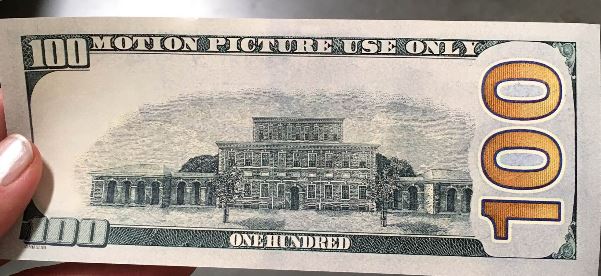 100 MOTION PICTURE USE ONLY
100
100
ONE HUNDRED